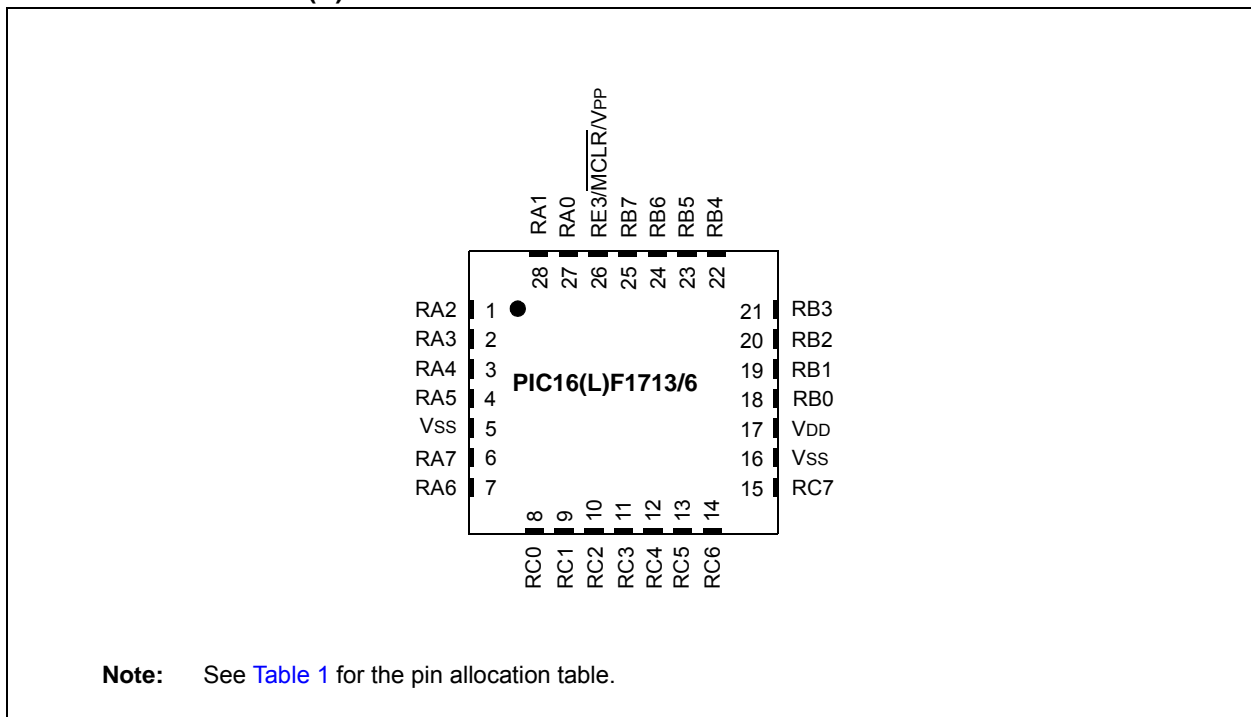 RE3/MCLR/VPP
RA1 RA0 RB7 RB6 RB5 RB4
28 27 26 25 24 23 22
RA2 1 21 RB3
RA3 2 20 RB2
RA4 3 19 RB1
PIC16(L)F1713/6
RA5 4 18 RB0
VSS 5 17 VDD
RA7 6 16 VSS
RA6 7 15 RC7
8 9 10 11 12 13 14
RC0 RC1 RC2 RC3 RC4 RC5 RC6
Note: See Table 1 for the pin allocation table.